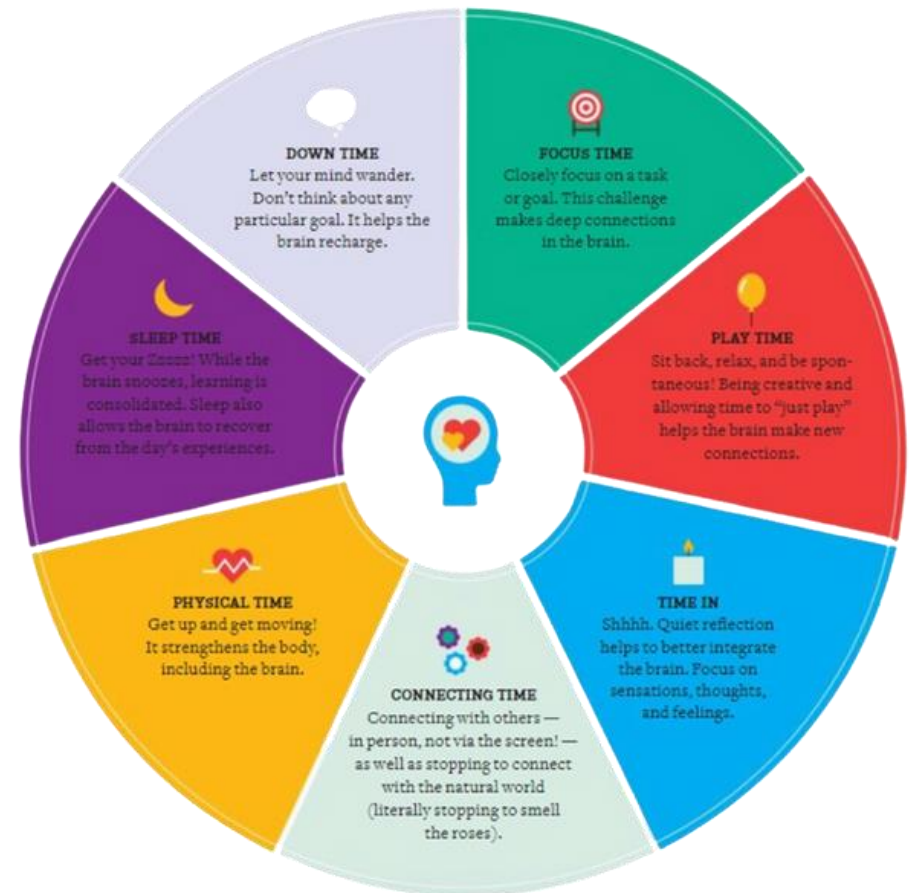 DOWN TIME
Let your mind wander.
Don't think about any
particular goal. It helps the
brain recharge.
FOCUS TIME
Closely focus on a task
or goal. This challenge
makes deep connections
in the brain.
PLAY TIME
Sit back, relax, and be spon-
taneous! Being creative and
allowing time to “just play”
helps the brain make new
connections.
TIME IN
Shhhh. Quiet reflection
helps to better integrate
the brain. Focus on
sensations, thoughts,
and feelings.
CONNECTING TIME
Connecting with others —
in person, not via the screen! —
as well as stopping to connect
with the natural world
(literally stopping to smell
the roses).
PHYSICAL TIME
Get up and get moving!
It strengthens the body,
including the brain.
SLEEP TIME
Get your Zzzzz! While the
brain snoozes, learning is
consolidated. Sleep also
allows the brain to recover
from the day's experiences.